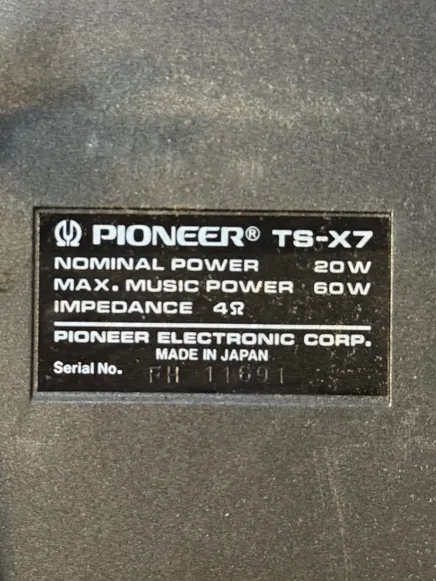 PIONEER® TS-X7
NOMINAL POWER 20W
MAX. MUSIC POWER 60W
IMPEDANCE 4Ω
PIONEER ELECTRONIC CORP.
MADE IN JAPAN
Serial No. FH 11691